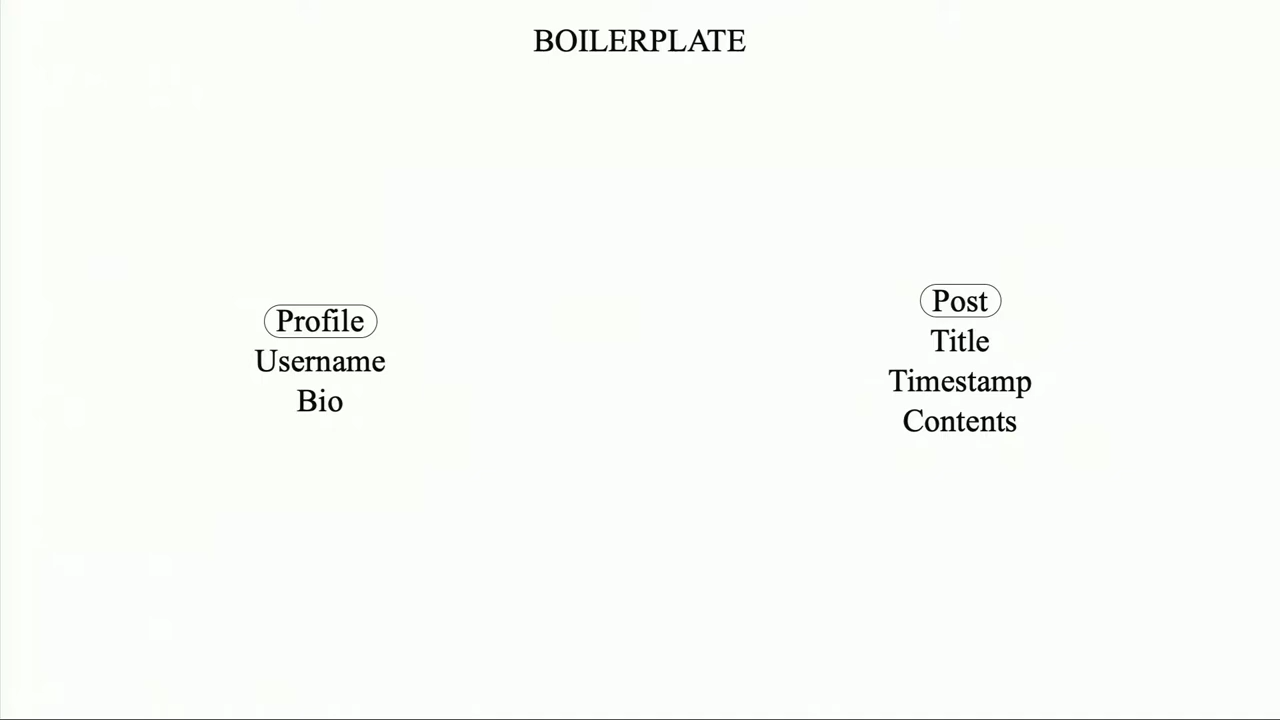 BOILERPLATE
Profile
Username
Bio
Post
Title
Timestamp
Contents